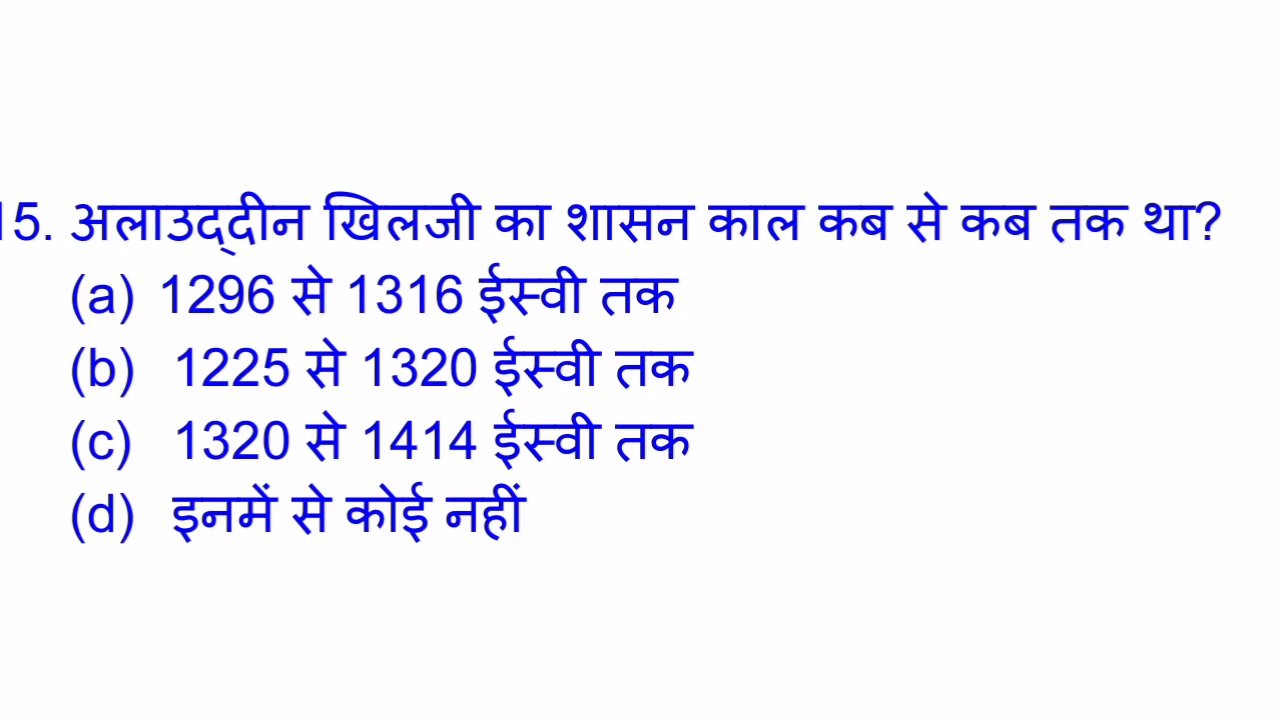 15. अलाउद्‌दीन खिलजी का शासन काल कब से कब तक था?
(a) 1296 से 1316 ईस्वी तक
(b) 1225 से 1320 ईस्वी तक
(c) 1320 से 1414 ईस्वी तक
(d) इनमें से कोई नहीं